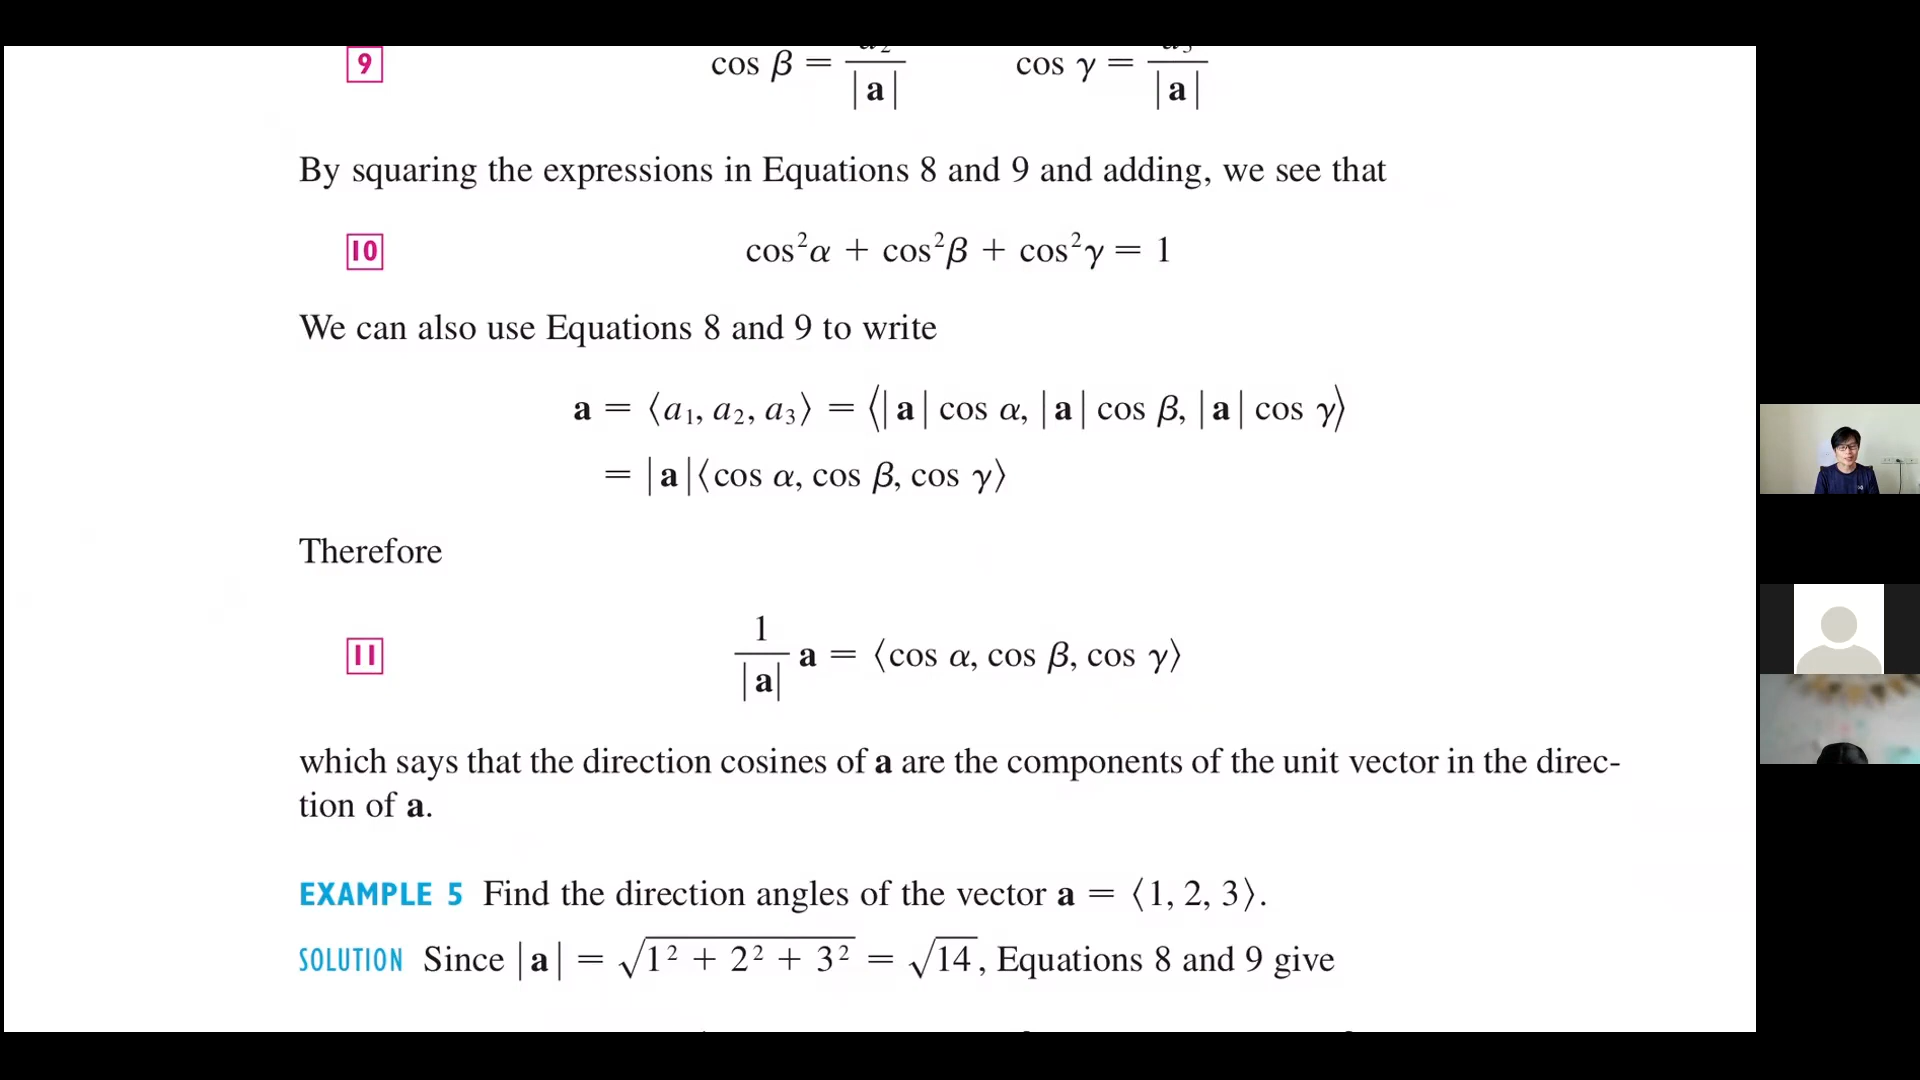 9 cos β = a₂/|a| cos γ = a₃/|a|
By squaring the expressions in Equations 8 and 9 and adding, we see that
10 cos²α + cos²β + cos²γ = 1
We can also use Equations 8 and 9 to write
a = ⟨a₁, a₂, a₃⟩ = ⟨|a| cos α, |a| cos β, |a| cos γ⟩
= |a|⟨cos α, cos β, cos γ⟩
Therefore
11 1/|a| a = ⟨cos α, cos β, cos γ⟩
which says that the direction cosines of a are the components of the unit vector in the direc-
tion of a.
EXAMPLE 5 Find the direction angles of the vector a = ⟨1, 2, 3⟩.
SOLUTION Since |a| = √(1² + 2² + 3²) = √14, Equations 8 and 9 give